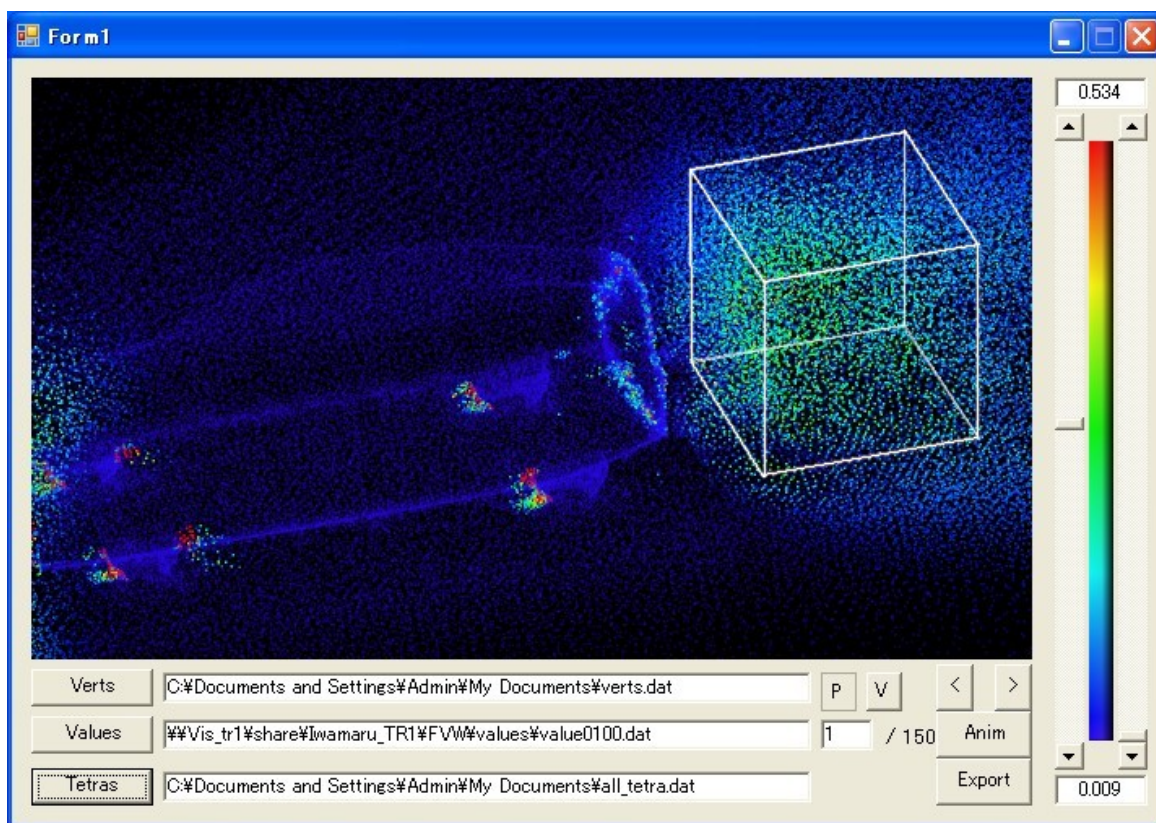 Form1
0.534
Verts C:¥Documents and Settings¥Admin¥My Documents¥verts.dat P V < >
Values ¥¥Vis_tr1¥share¥Iwamaru_TR1¥FVW¥values¥value0100.dat 1 / 150 Anim
Tetras C:¥Documents and Settings¥Admin¥My Documents¥all_tetra.dat Export 0.009